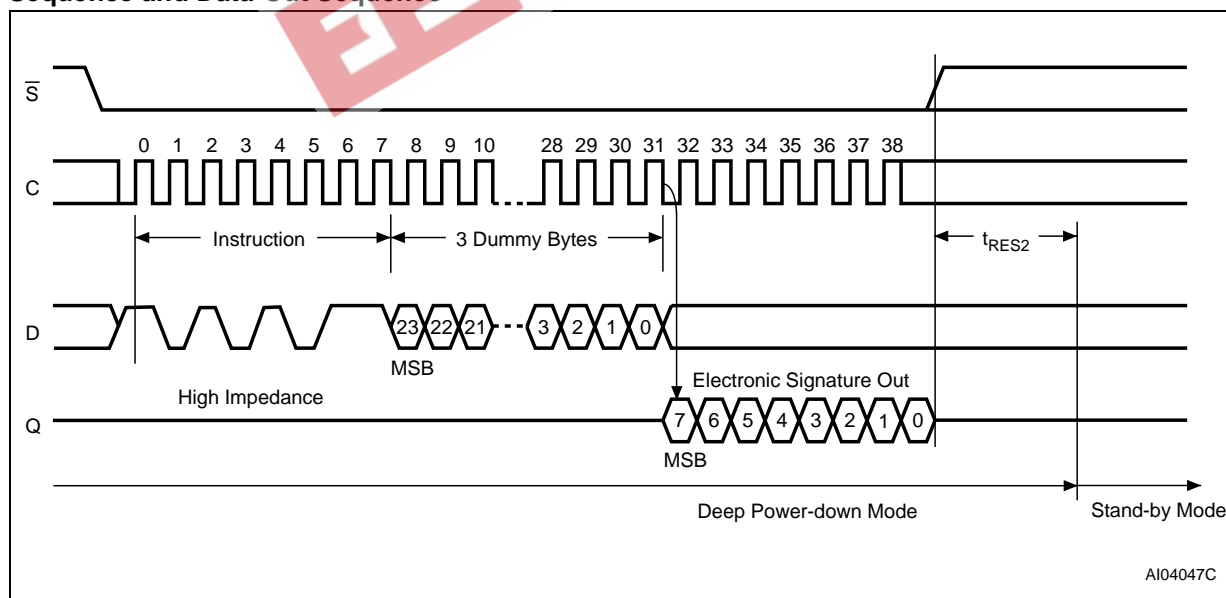 Sequence and Data-Out Sequence
S
0 1 2 3 4 5 6 7 8 9 10 28 29 30 31 32 33 34 35 36 37 38
C
Instruction 3 Dummy Bytes tRES2
D
23 22 21 3 2 1 0
MSB
High Impedance Electronic Signature Out
Q
7 6 5 4 3 2 1 0
MSB
Deep Power-down Mode Stand-by Mode
AI04047C